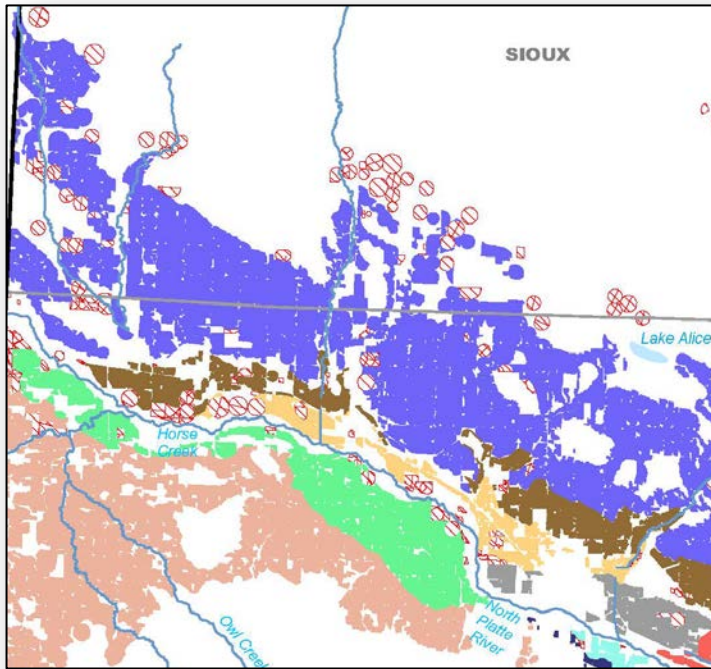 SIOUX
Lake Alice
Horse
Creek
Owl Creek
North
Platte
River